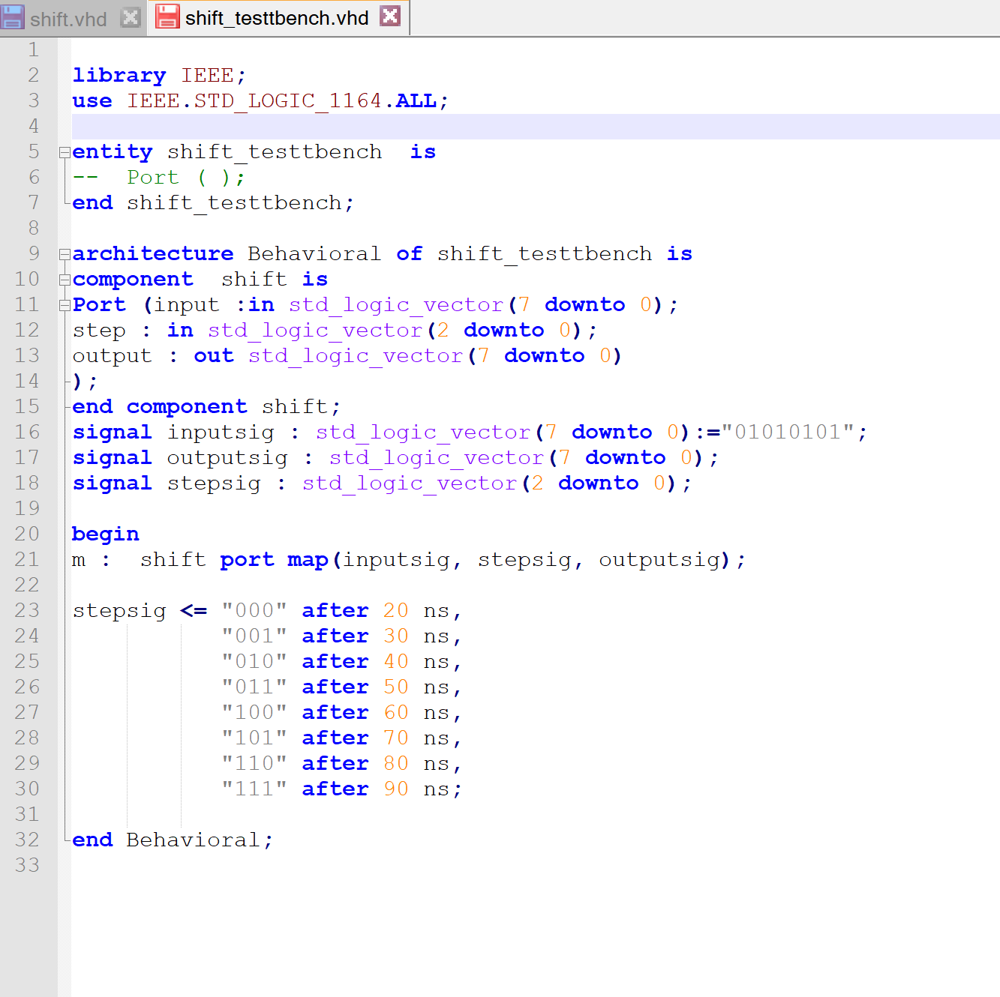 shift.vhd shift_testtbench.vhd
1
2 library IEEE;
3 use IEEE.STD_LOGIC_1164.ALL;
4
5 entity shift_testtbench  is
6 --  Port ( );
7 end shift_testtbench;
8
9 architecture Behavioral of shift_testtbench is
10 component  shift is
11 Port (input :in std_logic_vector(7 downto 0);
12 step : in std_logic_vector(2 downto 0);
13 output : out std_logic_vector(7 downto 0)
14 );
15 end component shift;
16 signal inputsig : std_logic_vector(7 downto 0):="01010101";
17 signal outputsig : std_logic_vector(7 downto 0);
18 signal stepsig : std_logic_vector(2 downto 0);
19
20 begin
21 m :  shift port map(inputsig, stepsig, outputsig);
22
23 stepsig <= "000" after 20 ns,
24            "001" after 30 ns,
25            "010" after 40 ns,
26            "011" after 50 ns,
27            "100" after 60 ns,
28            "101" after 70 ns,
29            "110" after 80 ns,
30            "111" after 90 ns;
31
32 end Behavioral;
33